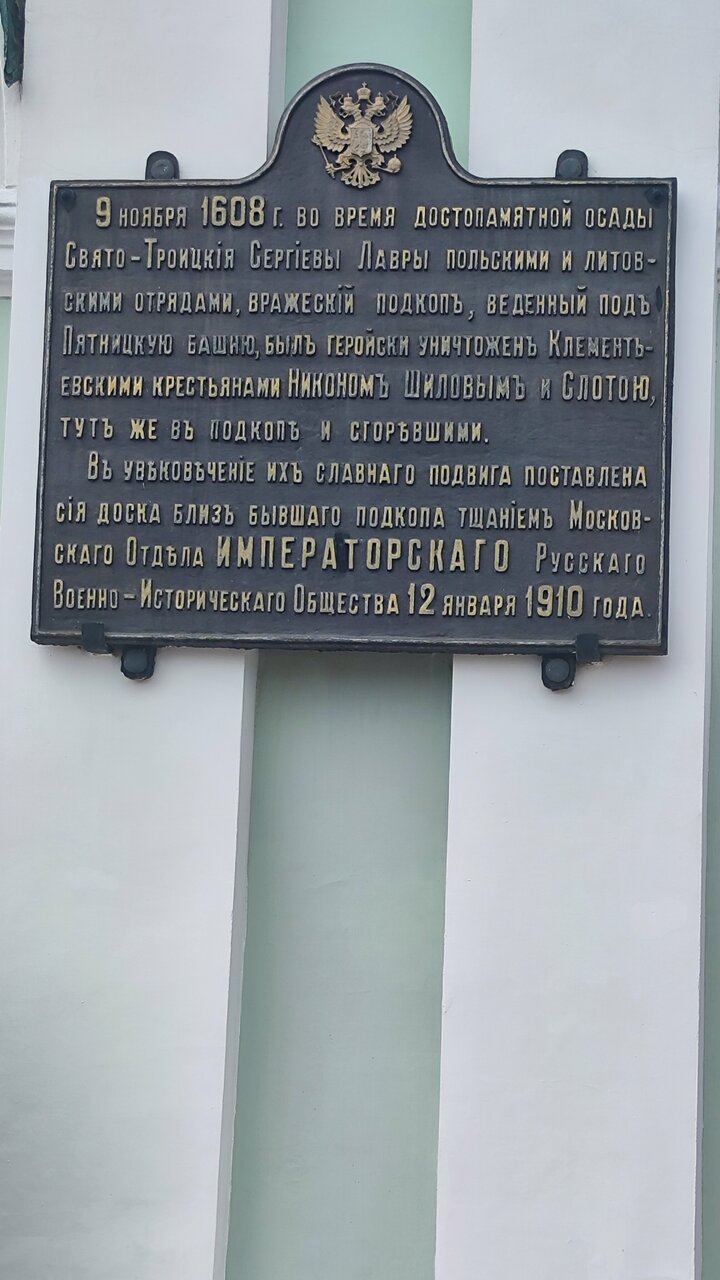 9 ноября 1608 г. во время достопамятной осады
Свято-Троицкія Сергіевы Лавры польскими и литов-
скими отрядами, вражескій подкопъ, веденный подъ
Пятницкую башню, былъ геройски уничтоженъ Клементь-
евскими крестьянами Никономъ Шиловымъ и Слотою,
тутъ же въ подкопѣ и сгорѣвшими.
Въ увѣковѣченіе ихъ славнаго подвига поставлена
сія доска близъ бывшаго подкопа тщаніемъ Москов-
скаго Отдѣла ИМПЕРАТОРСКАГО Русскаго
Военно-Историческаго Общества 12 января 1910 года.